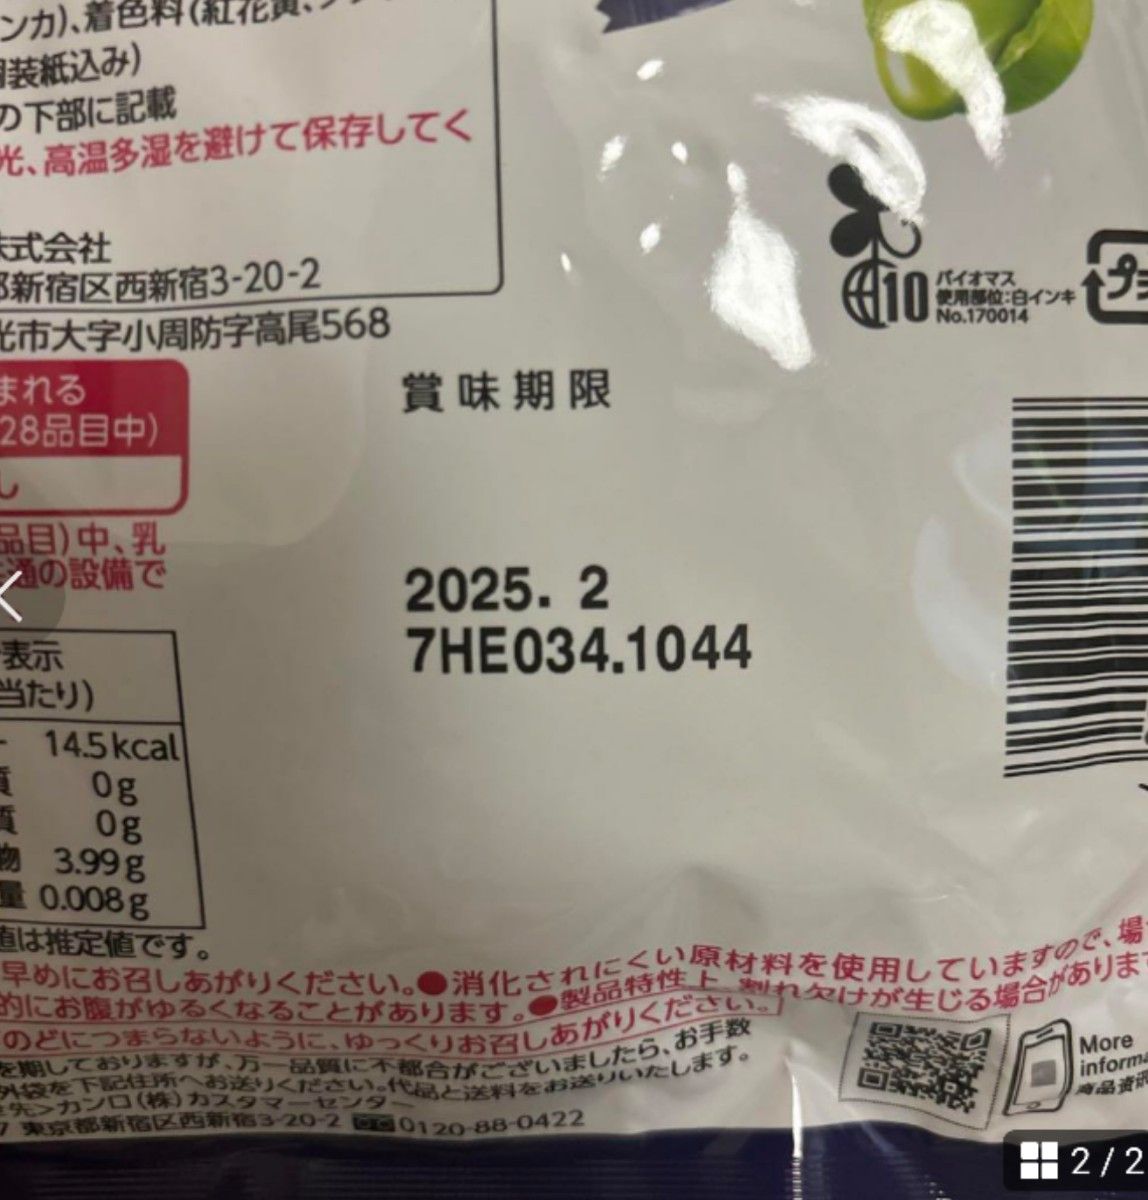 ンカ)、着色料(紅花黄、
装紙込み)
の下部に記載
光、高温多湿を避けて保存してく
式会社
新宿区西新宿3-20-2
光市大字小周防字高尾568
まれる
28品目中)
し
品目)中、乳
通の設備で
表示
当たり)
14.5kcal
質 0g
質 0g
物 3.99g
量 0.008g
値は推定値です。
賞味期限
2025. 2
7HE034.1044
10
バイオマス
使用部位:白インキ
No.170014
プラ
早めにお召しあがりください。●消化されにくい原材料を使用していますので、場
的にお腹がゆるくなることがあります。●製品特性上、割れ欠けが生じる場合がありま
のどにつまらないように、ゆっくりお召しあがりください。
を期しておりますが、万一品質に不都合がございましたら、お手数
外袋を下記住所へお送りください。代品と送料をお送りいたします。
先>カンロ(株)カスタマーセンター
7 東京都新宿区西新宿3-20-2 0120-88-0422
More
informa
商品资讯
2/2